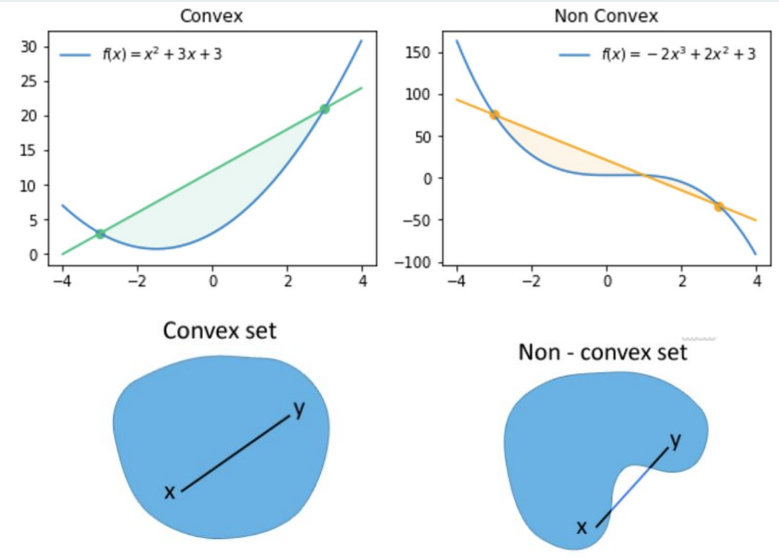 Convex
f(x) = x² + 3x + 3
30
25
20
15
10
5
0
−4 −2 0 2 4
Non Convex
f(x) = −2x³ + 2x² + 3
150
100
50
0
−50
−100
−4 −2 0 2 4
Convex set
y
x
Non - convex set
y
x